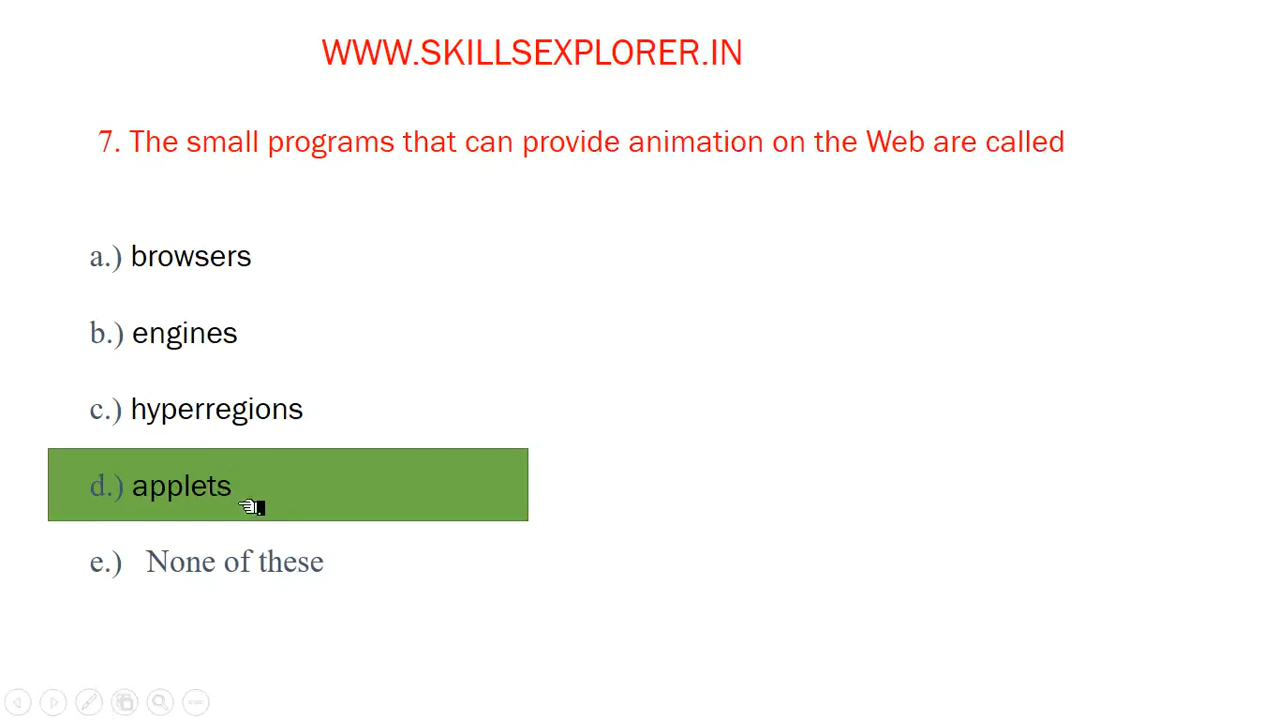 WWW.SKILLSEXPLORER.IN
7. The small programs that can provide animation on the Web are called
a.) browsers
b.) engines
c.) hyperregions
d.) applets
e.) None of these